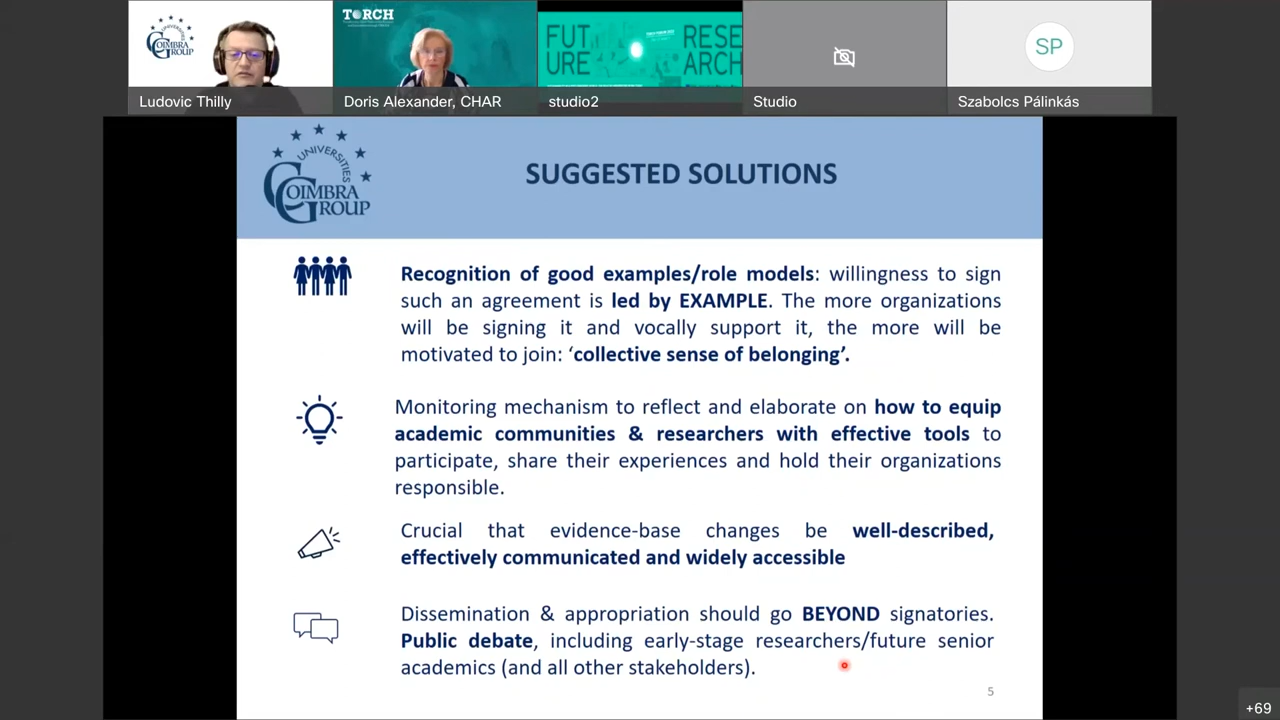 UNIVERSITIES
COIMBRA
GROUP
TORCH
FUT
URE
RESE
ARCH
SP
Ludovic Thilly
Doris Alexander, CHAR
studio2
Studio
Szabolcs Pálinkás
UNIVERSITIES
COIMBRA
GROUP
SUGGESTED SOLUTIONS
Recognition of good examples/role models: willingness to sign
such an agreement is led by EXAMPLE. The more organizations
will be signing it and vocally support it, the more will be
motivated to join: ‘collective sense of belonging’.
Monitoring mechanism to reflect and elaborate on how to equip
academic communities & researchers with effective tools to
participate, share their experiences and hold their organizations
responsible.
Crucial that evidence-base changes be well-described,
effectively communicated and widely accessible
Dissemination & appropriation should go BEYOND signatories.
Public debate, including early-stage researchers/future senior
academics (and all other stakeholders).
5
+69